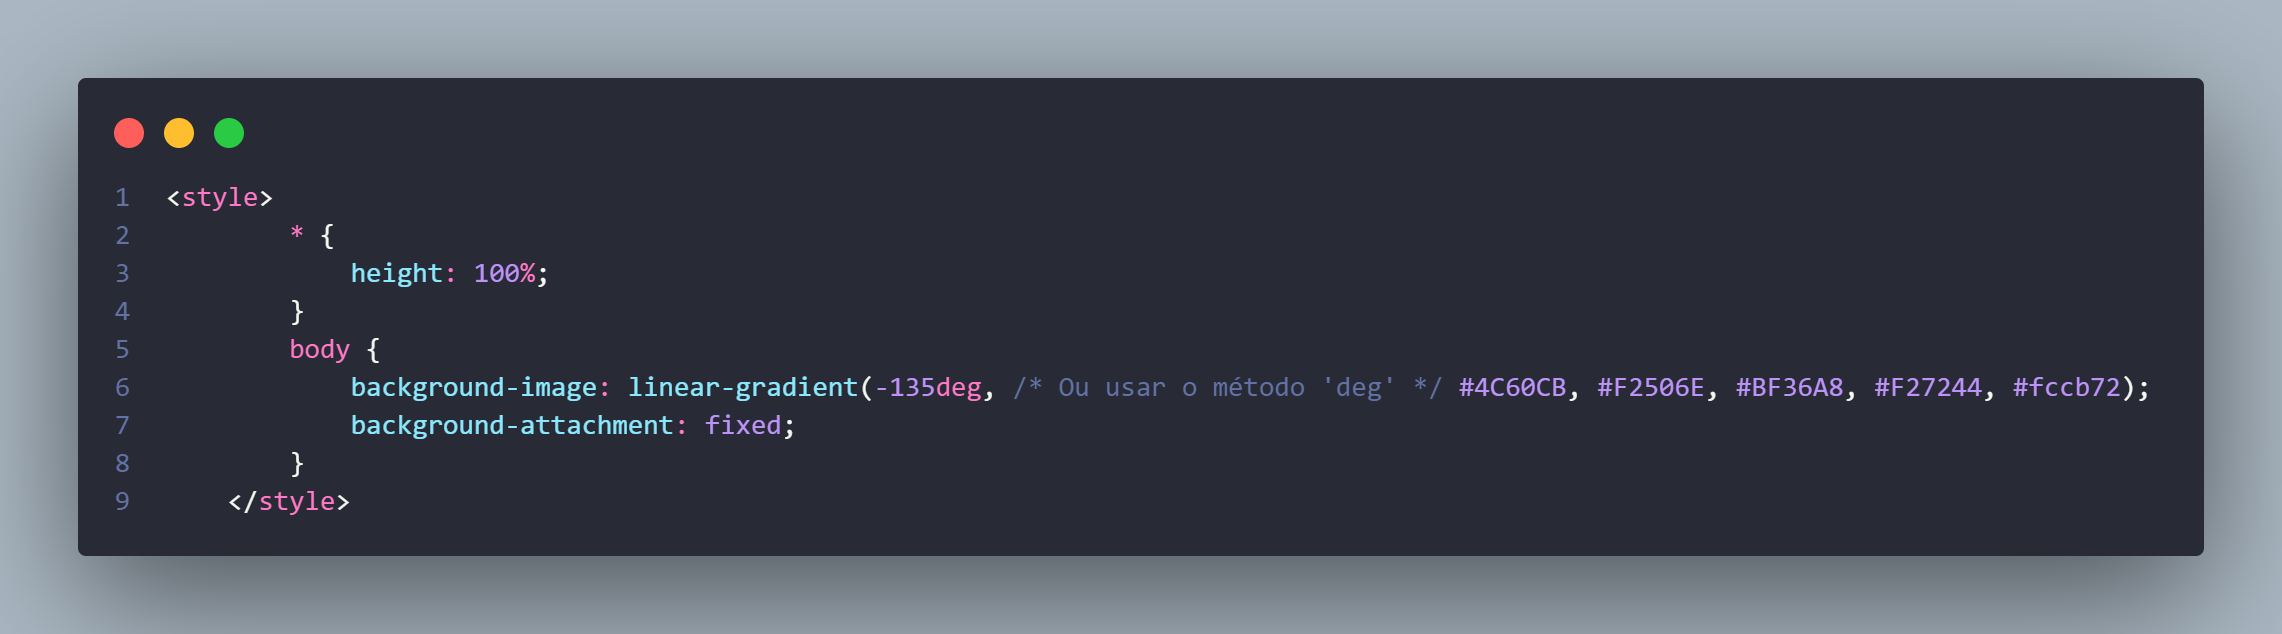 1 <style>
2 * {
3 height: 100%;
4 }
5 body {
6 background-image: linear-gradient(-135deg, /* Ou usar o método 'deg' */ #4C60CB, #F2506E, #BF36A8, #F27244, #fccb72);
7 background-attachment: fixed;
8 }
9 </style>